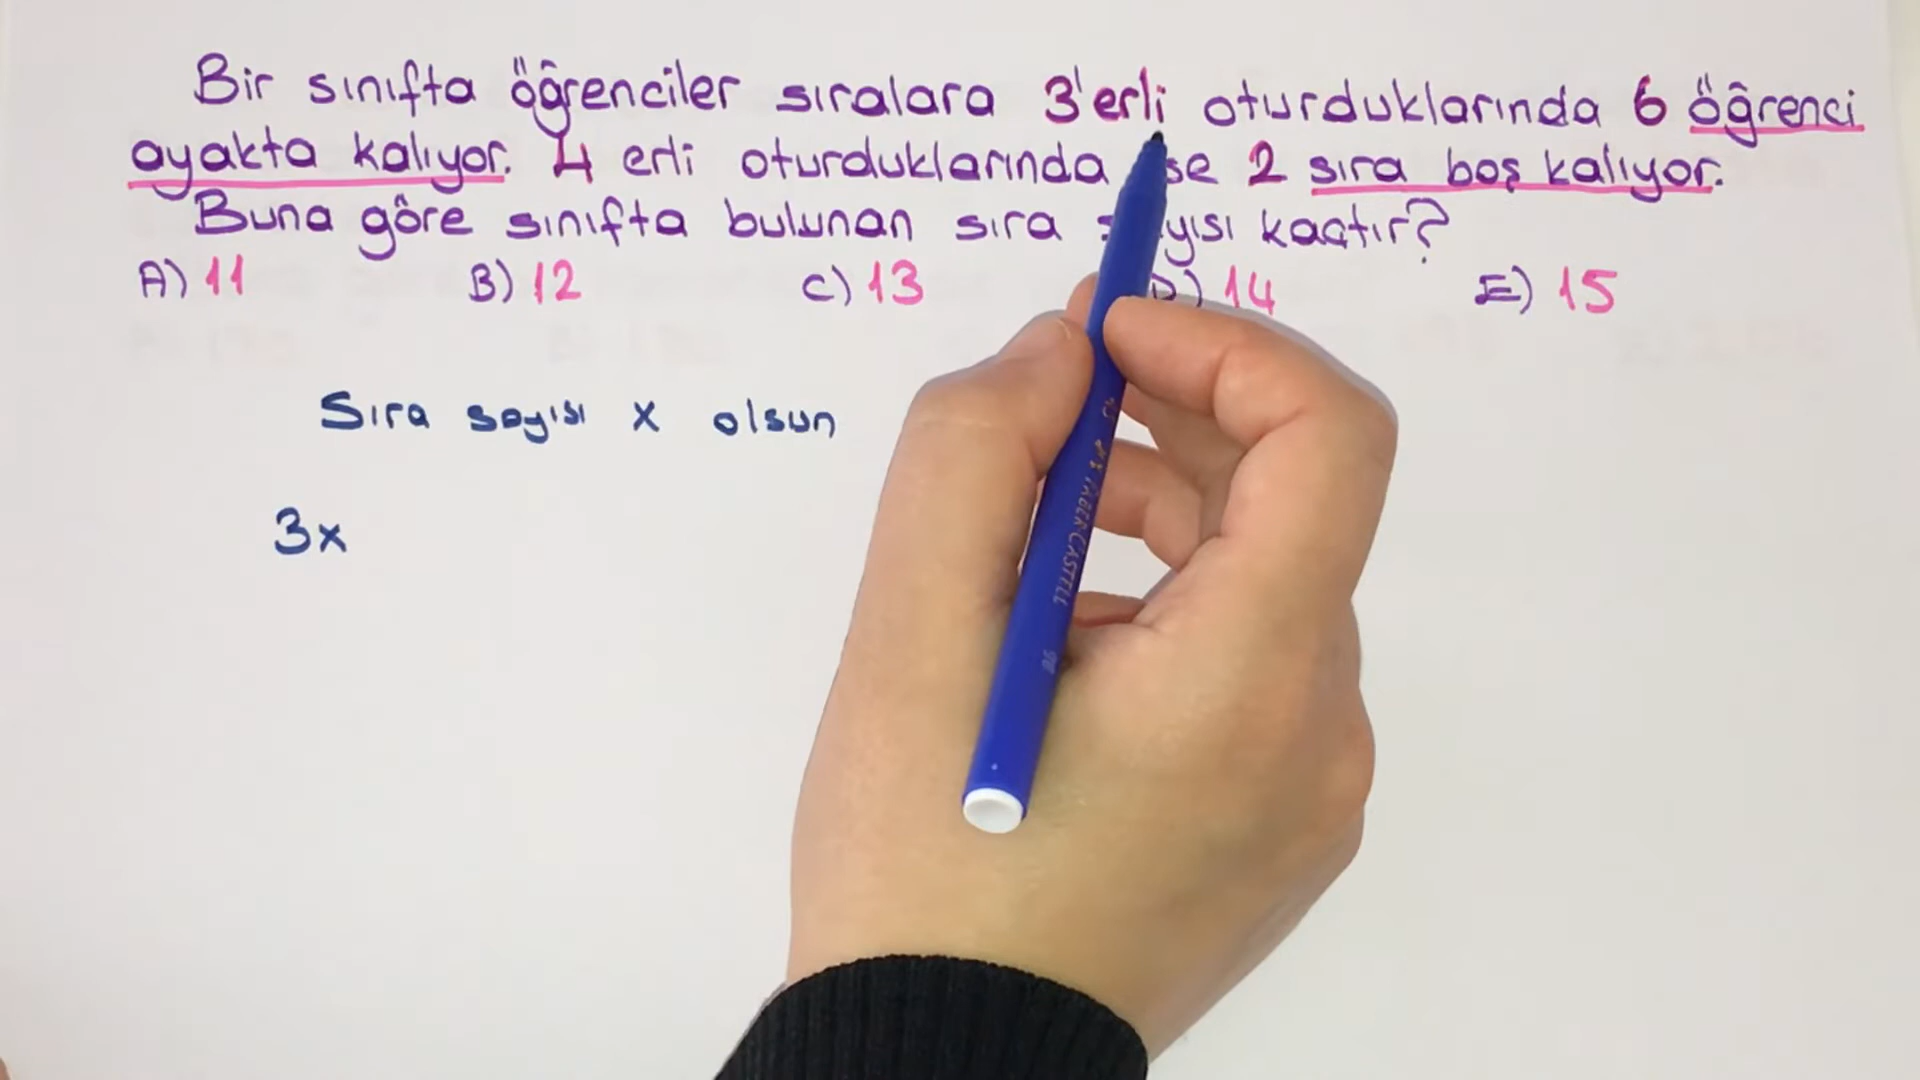 Bir sınıfta öğrenciler sıralara 3'erli oturduklarında 6 öğrenci
ayakta kalıyor. 4 erli oturduklarında se 2 sıra boş kalıyor.
Buna göre sınıfta bulunan sıra kaçtır?
A) 11 B) 12 C) 13 D) 14 E) 15
Sıra sayısı x olsun
3x
FABER-CASTELL